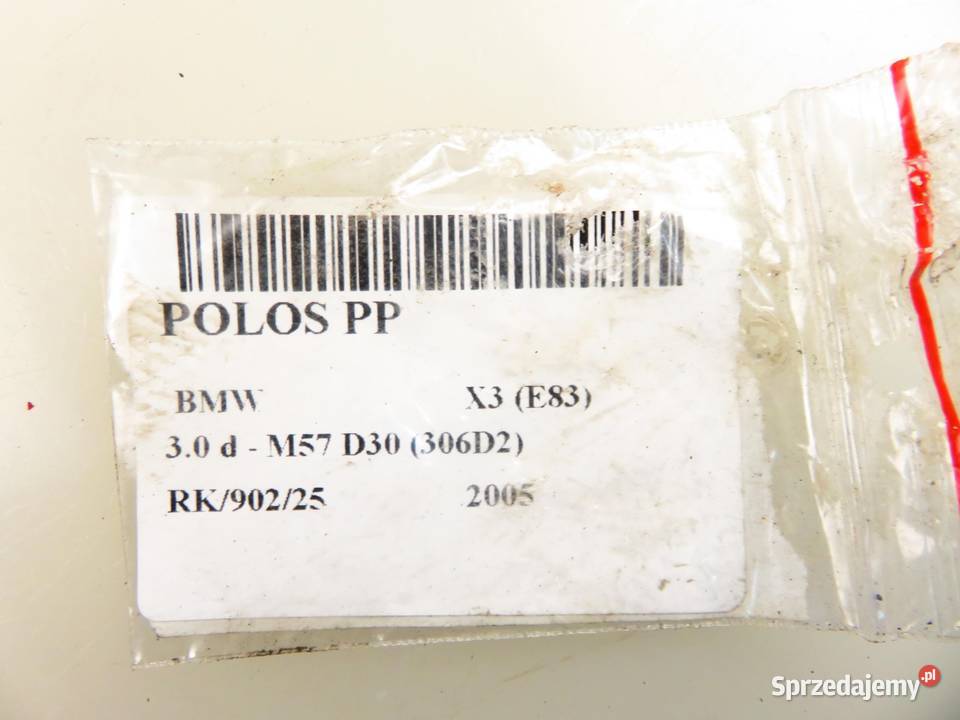 POLOS PP
BMW X3 (E83)
3.0 d - M57 D30 (306D2)
RK/902/25 2005
Sprzedajemy.pl